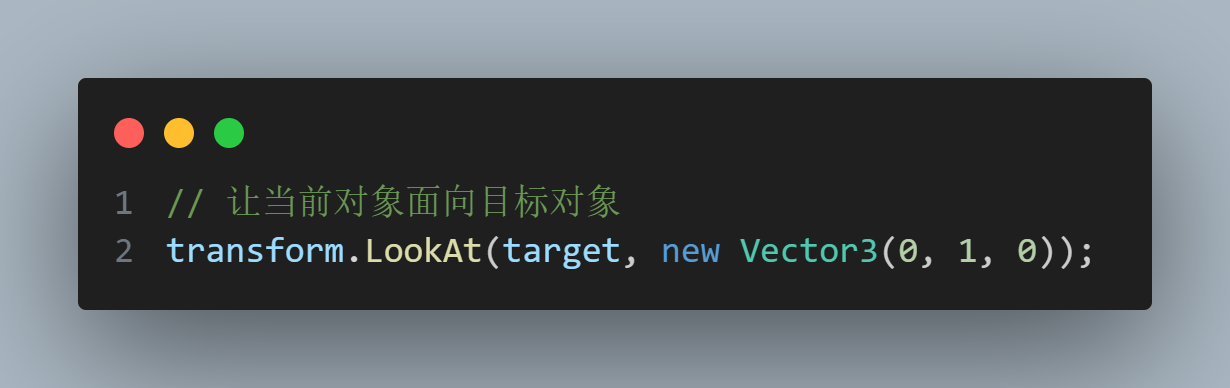 1 // 让当前对象面向目标对象
2 transform.LookAt(target, new Vector3(0, 1, 0));